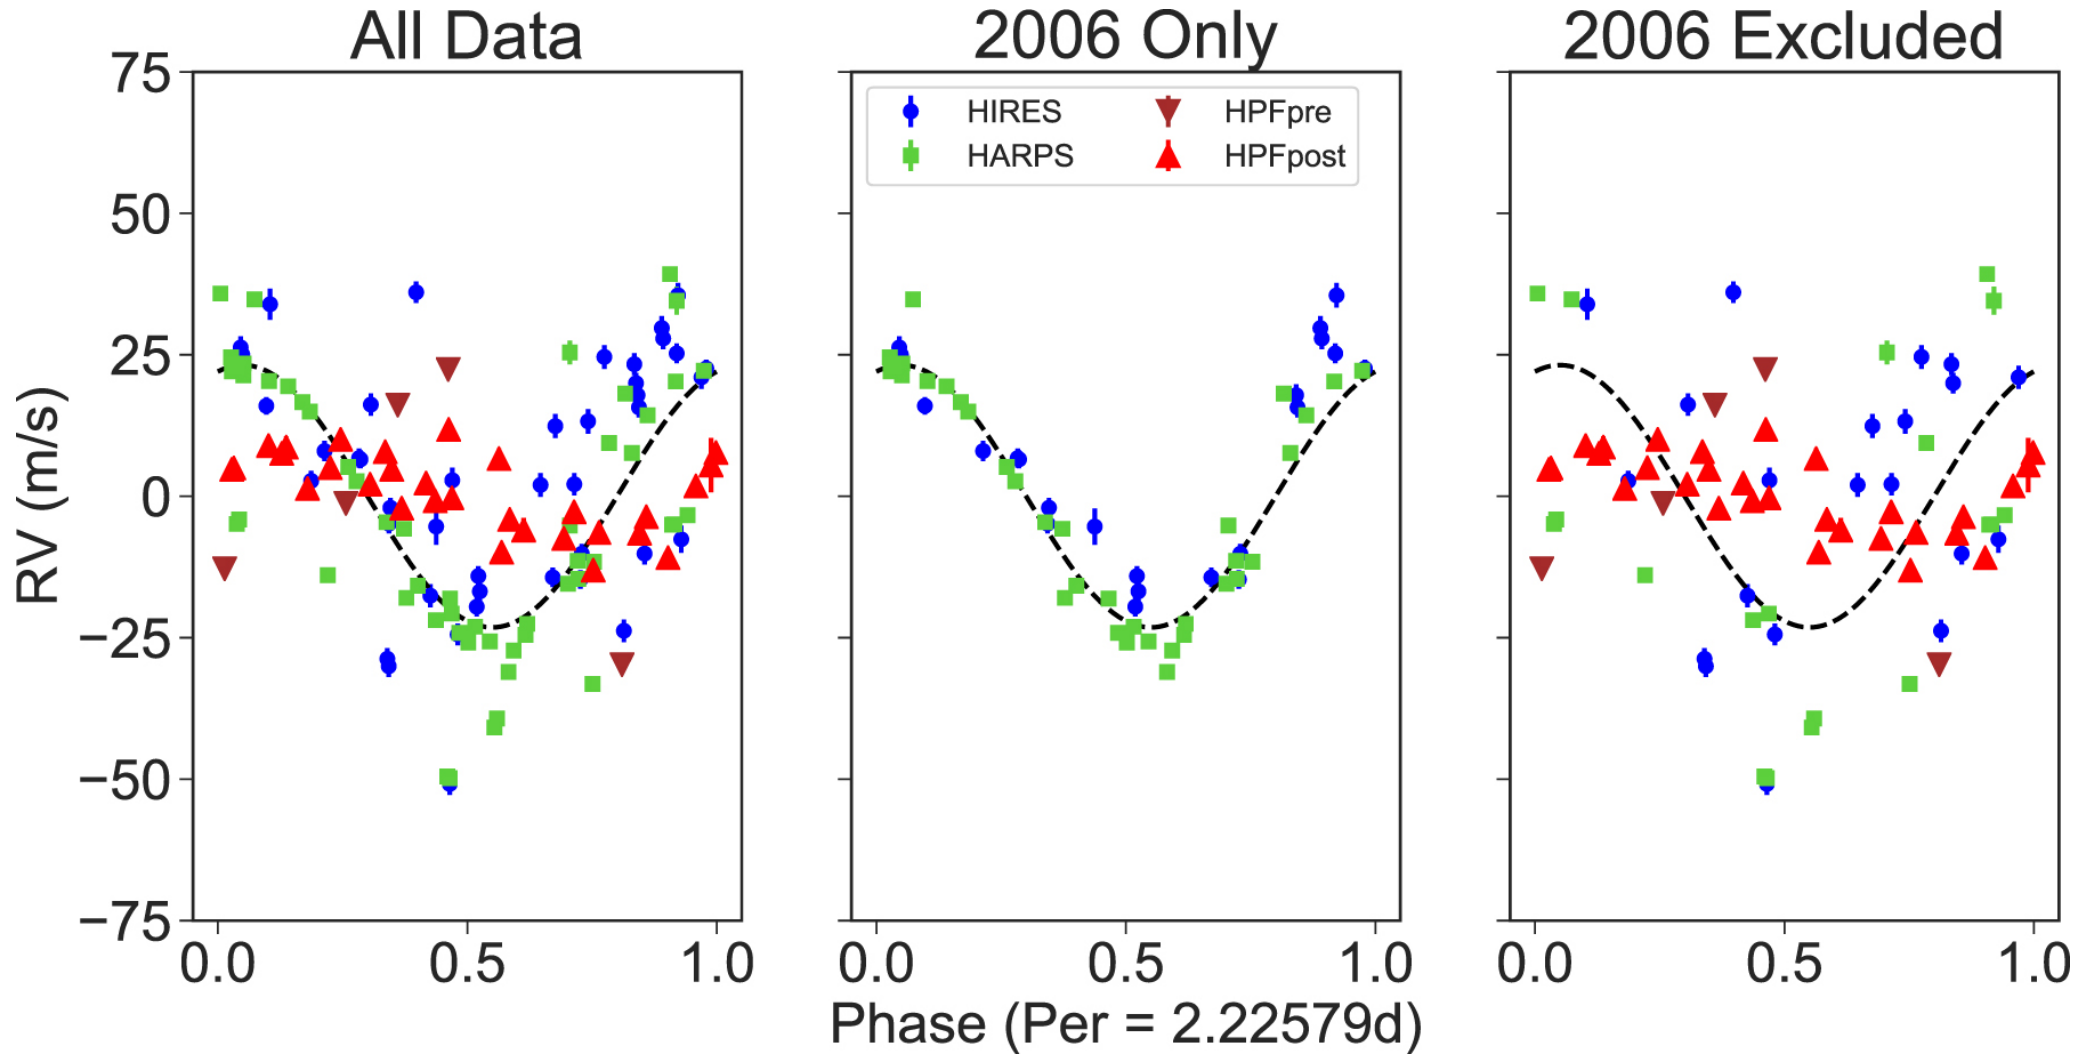 All Data
2006 Only
2006 Excluded
75
50
25
0
−25
−50
−75
RV (m/s)
HIRES
HARPS
HPFpre
HPFpost
0.0 0.5 1.0
0.0 0.5 1.0
0.0 0.5 1.0
Phase (Per = 2.22579d)